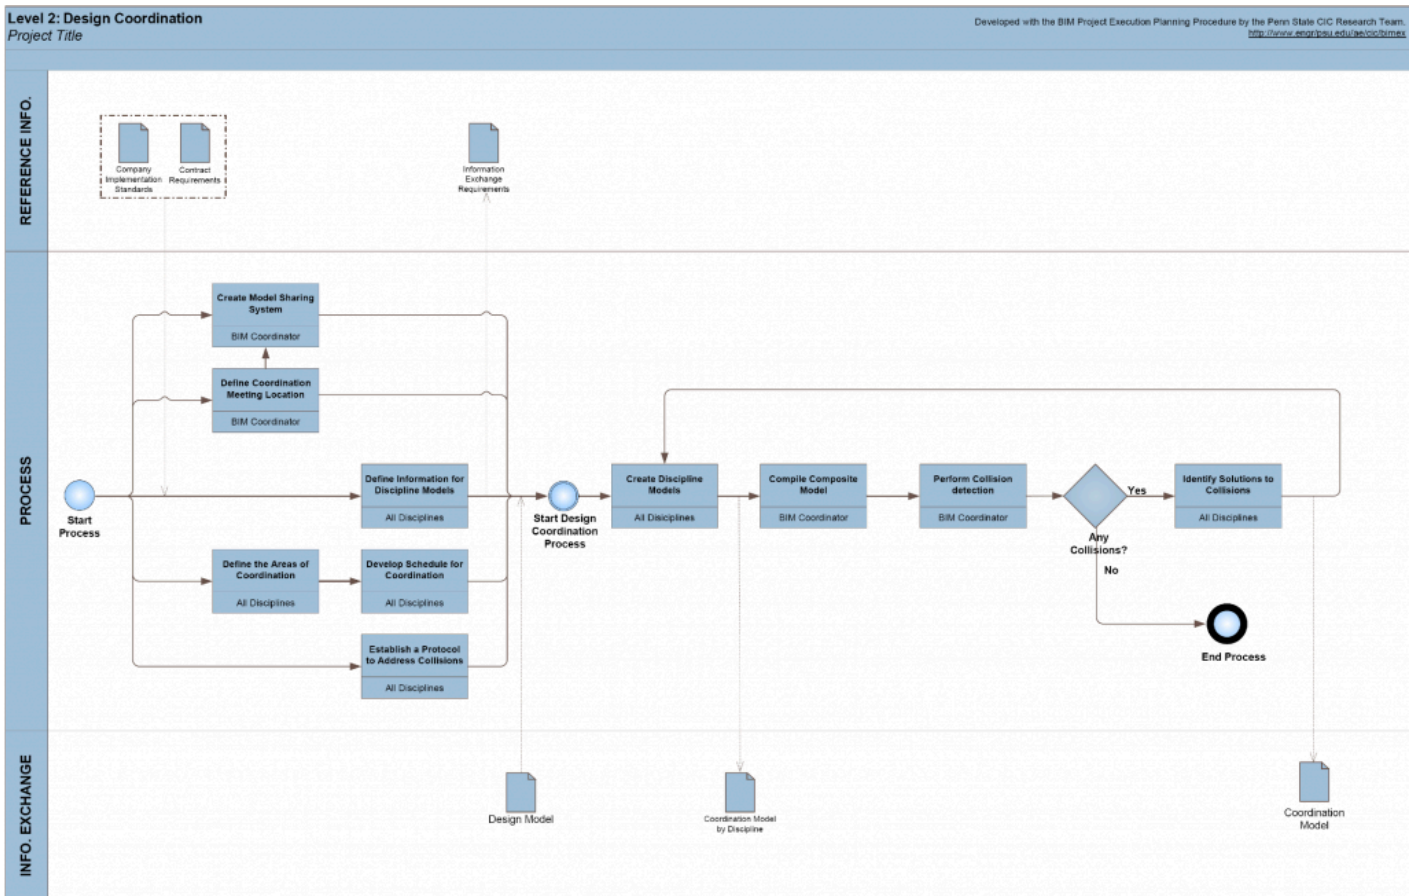 Level 2: Design Coordination
Project Title
Developed with the BIM Project Execution Planning Procedure by the Penn State CIC Research Team.
http://www.engr/psu.edu/ae/cic/bimex
REFERENCE INFO.
Company
Implementation
Standards
Contract
Requirements
Information
Exchange
Requirements
PROCESS
Start
Process
Create Model Sharing
System
BIM Coordinator
Define Coordination
Meeting Location
BIM Coordinator
Define Information for
Discipline Models
All Disciplines
Define the Areas of
Coordination
All Disciplines
Develop Schedule for
Coordination
All Disciplines
Establish a Protocol
to Address Collisions
All Disciplines
Start Design
Coordination
Process
Create Discipline
Models
All Disiciplines
Compile Composite
Model
BIM Coordinator
Perform Collision
detection
BIM Coordinator
Any
Collisions?
Yes
No
Identify Solutions to
Collisions
All Disciplines
End Process
INFO. EXCHANGE
Design Model
Coordination Model
by Discipline
Coordination
Model